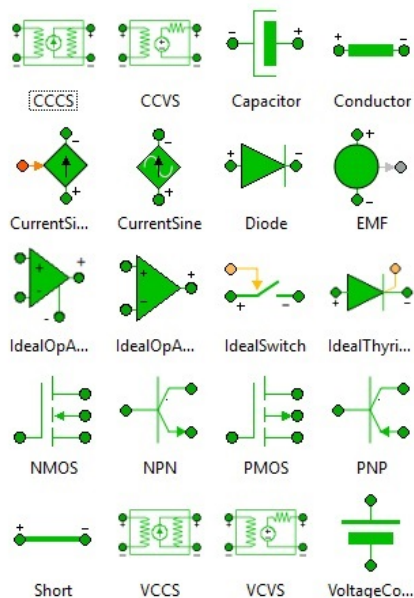 CCCS CCVS Capacitor Conductor
CurrentSi... CurrentSine Diode EMF
IdealOpA... IdealOpA... IdealSwitch IdealThyri...
NMOS NPN PMOS PNP
Short VCCS VCVS VoltageCo...